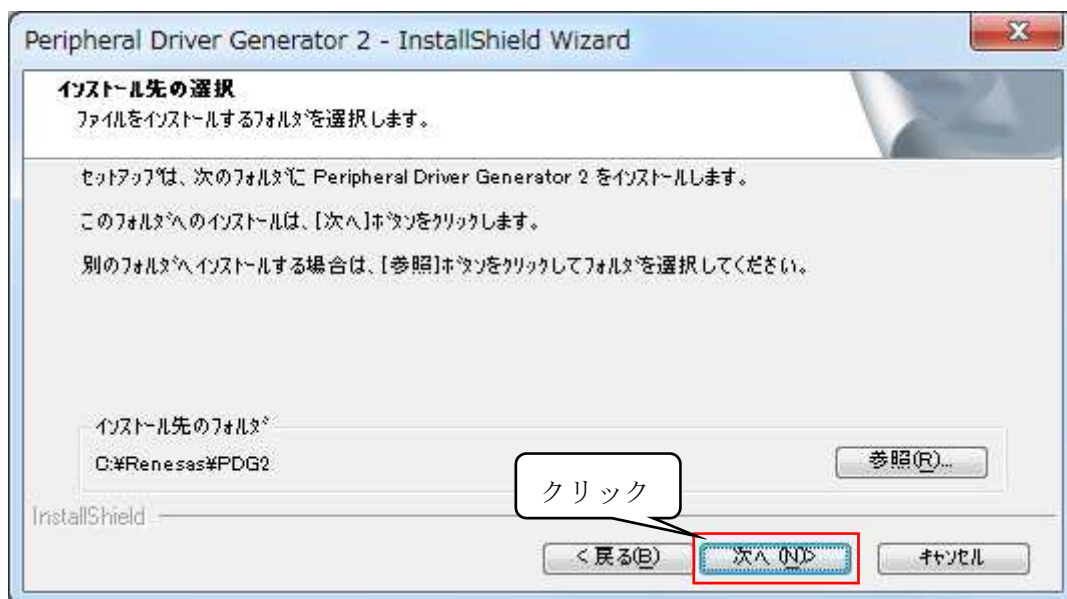 Peripheral Driver Generator 2 - InstallShield Wizard
インストール先の選択
ファイルをインストールするフォルダを選択します。
セットアップは、次のフォルダに Peripheral Driver Generator 2 をインストールします。
このフォルダへのインストールは、[次へ]ボタンをクリックします。
別のフォルダへインストールする場合は、[参照]ボタンをクリックしてフォルダを選択してください。
インストール先のフォルダ
C:¥Renesas¥PDG2
参照(R)...
クリック
InstallShield
< 戻る(B)
次へ (N)>
キャンセル